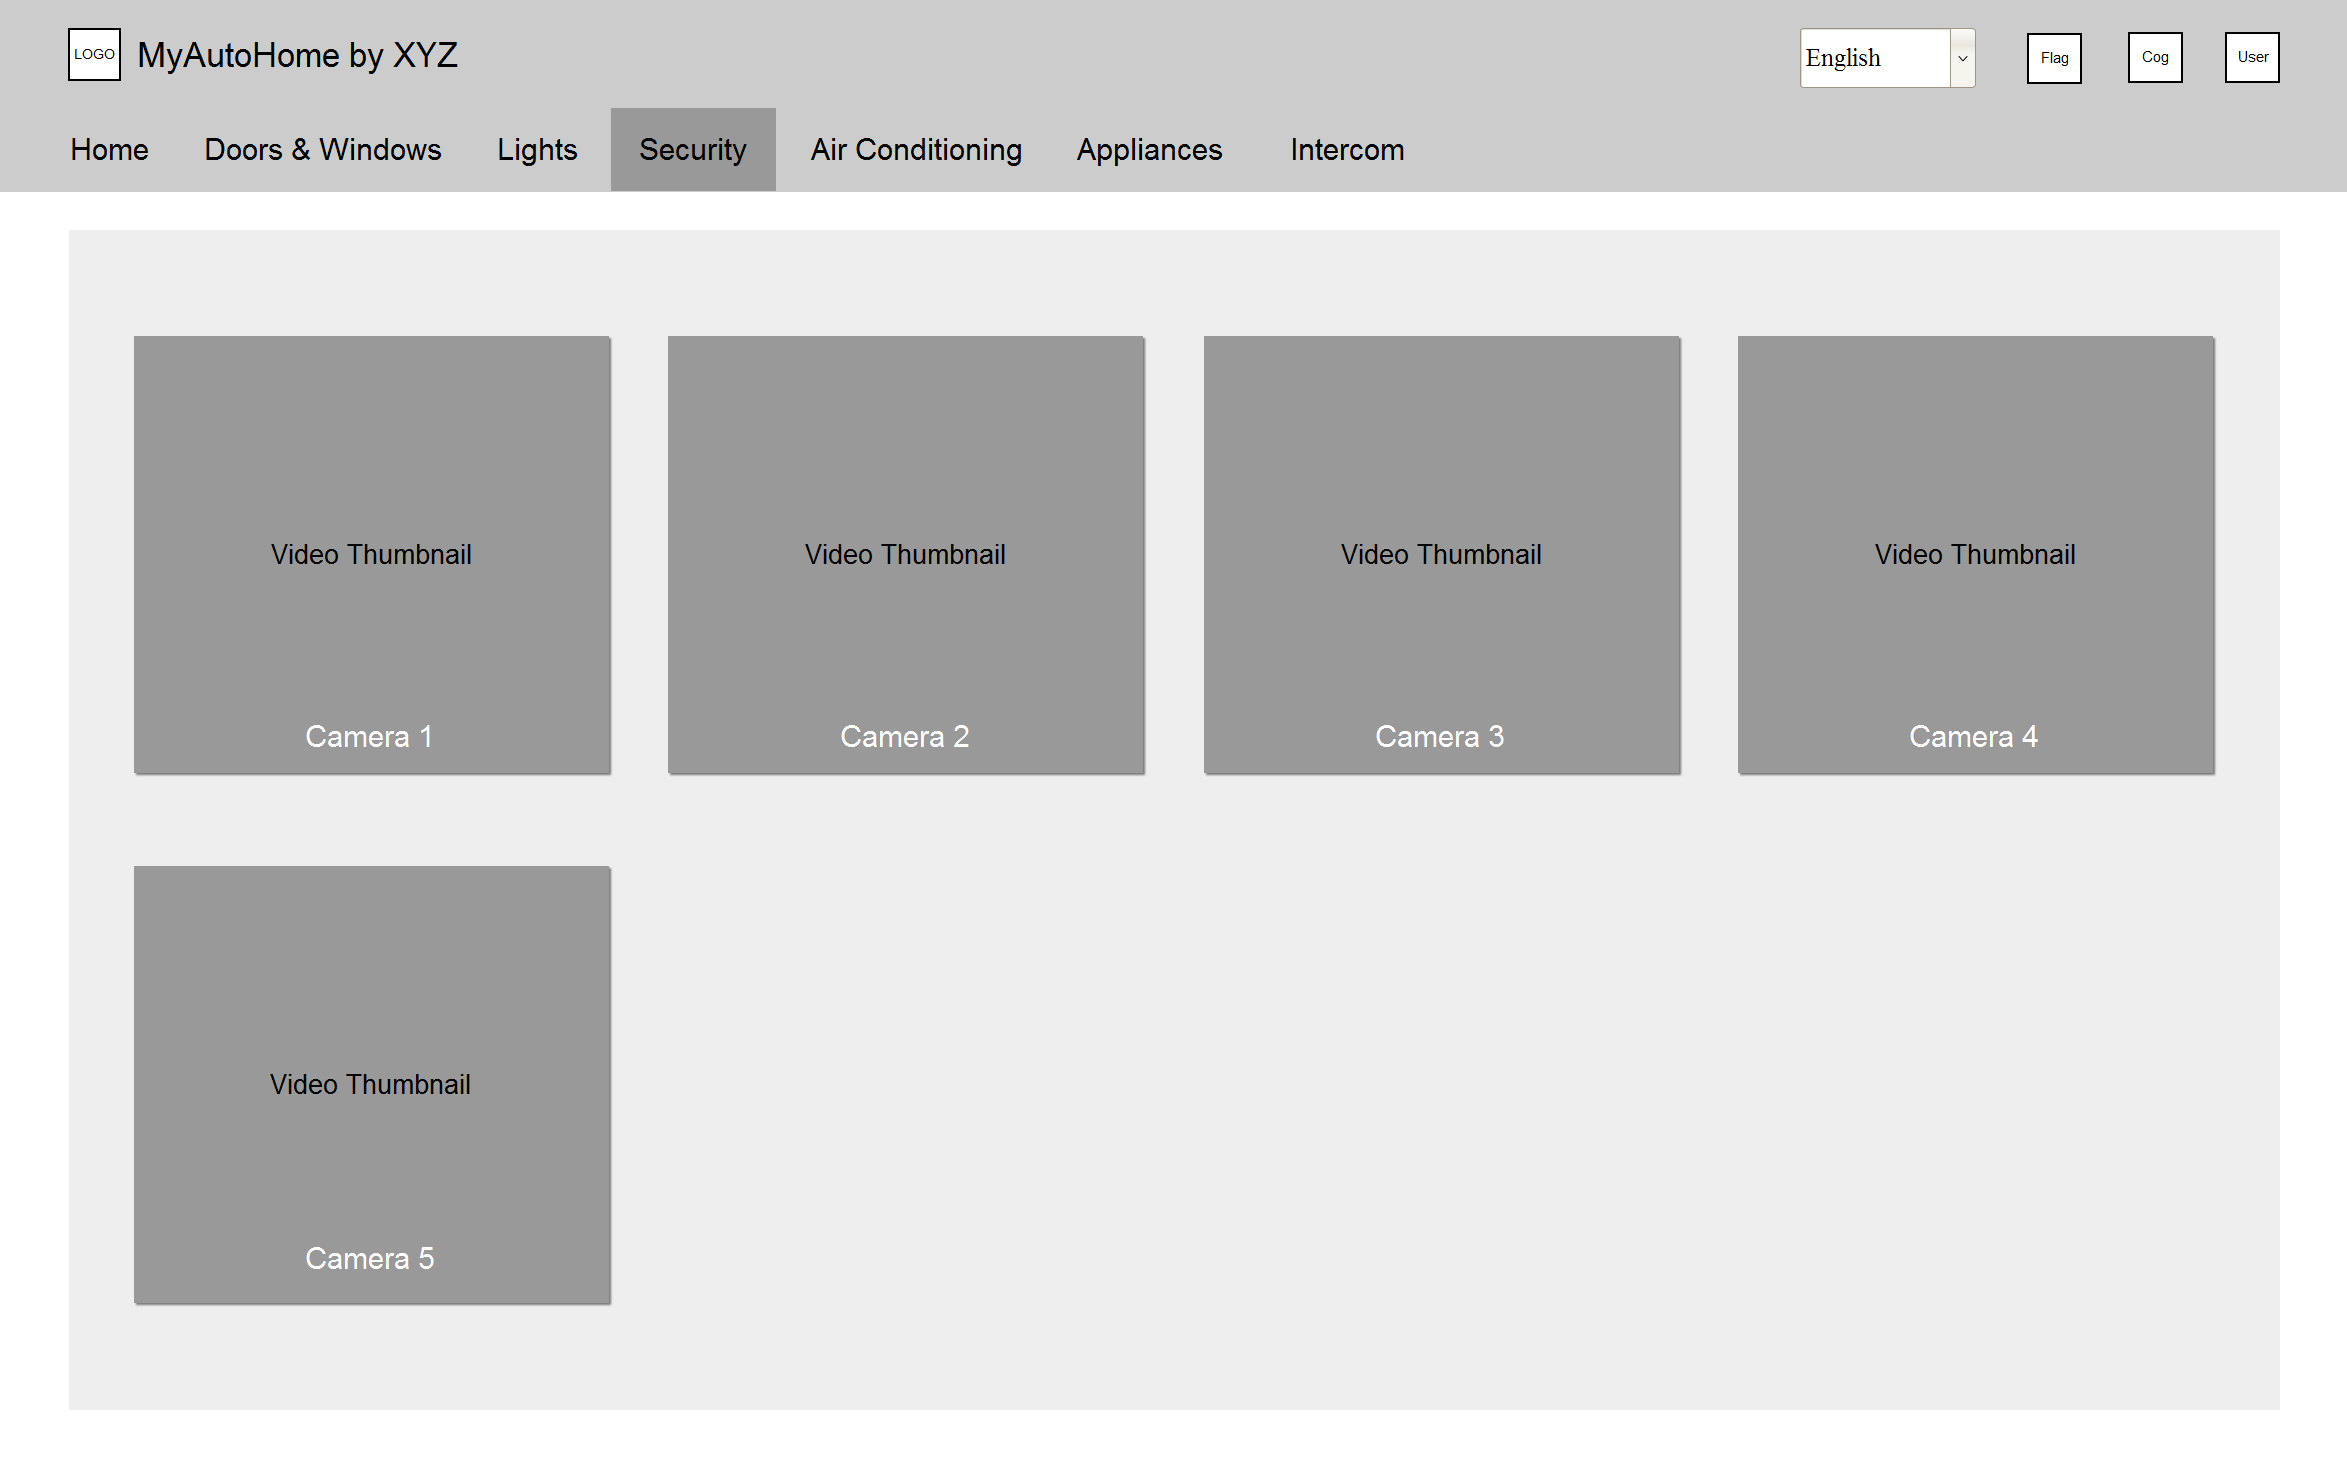 LOGO MyAutoHome by XYZ English Flag Cog User
Home Doors & Windows Lights Security Air Conditioning Appliances Intercom
Video Thumbnail Video Thumbnail Video Thumbnail Video Thumbnail
Camera 1 Camera 2 Camera 3 Camera 4
Video Thumbnail
Camera 5